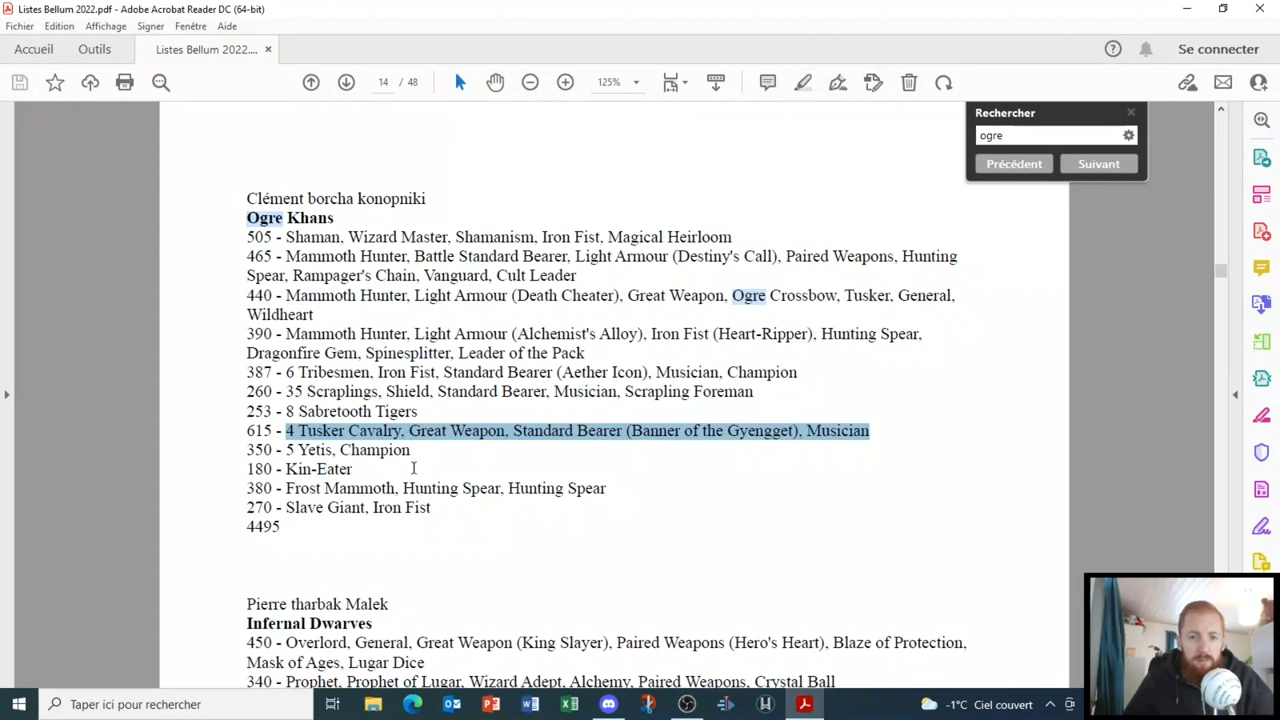 Listes Bellum 2022.pdf - Adobe Acrobat Reader DC (64-bit)
Fichier Edition Affichage Signer Fenêtre Aide
Accueil Outils Listes Bellum 2022.... × Se connecter
14 / 48 125%
Rechercher
ogre
Précédent Suivant
Clément borcha konopniki
Ogre Khans
505 - Shaman, Wizard Master, Shamanism, Iron Fist, Magical Heirloom
465 - Mammoth Hunter, Battle Standard Bearer, Light Armour (Destiny's Call), Paired Weapons, Hunting
Spear, Rampager's Chain, Vanguard, Cult Leader
440 - Mammoth Hunter, Light Armour (Death Cheater), Great Weapon, Ogre Crossbow, Tusker, General,
Wildheart
390 - Mammoth Hunter, Light Armour (Alchemist's Alloy), Iron Fist (Heart-Ripper), Hunting Spear,
Dragonfire Gem, Spinesplitter, Leader of the Pack
387 - 6 Tribesmen, Iron Fist, Standard Bearer (Aether Icon), Musician, Champion
260 - 35 Scraplings, Shield, Standard Bearer, Musician, Scrapling Foreman
253 - 8 Sabretooth Tigers
615 - 4 Tusker Cavalry, Great Weapon, Standard Bearer (Banner of the Gyengget), Musician
350 - 5 Yetis, Champion
180 - Kin-Eater
380 - Frost Mammoth, Hunting Spear, Hunting Spear
270 - Slave Giant, Iron Fist
4495
Pierre tharbak Malek
Infernal Dwarves
450 - Overlord, General, Great Weapon (King Slayer), Paired Weapons (Hero's Heart), Blaze of Protection,
Mask of Ages, Lugar Dice
340 - Prophet, Prophet of Lugar, Wizard Adept, Alchemy, Paired Weapons, Crystal Ball
Taper ici pour rechercher -1°C Ciel couvert